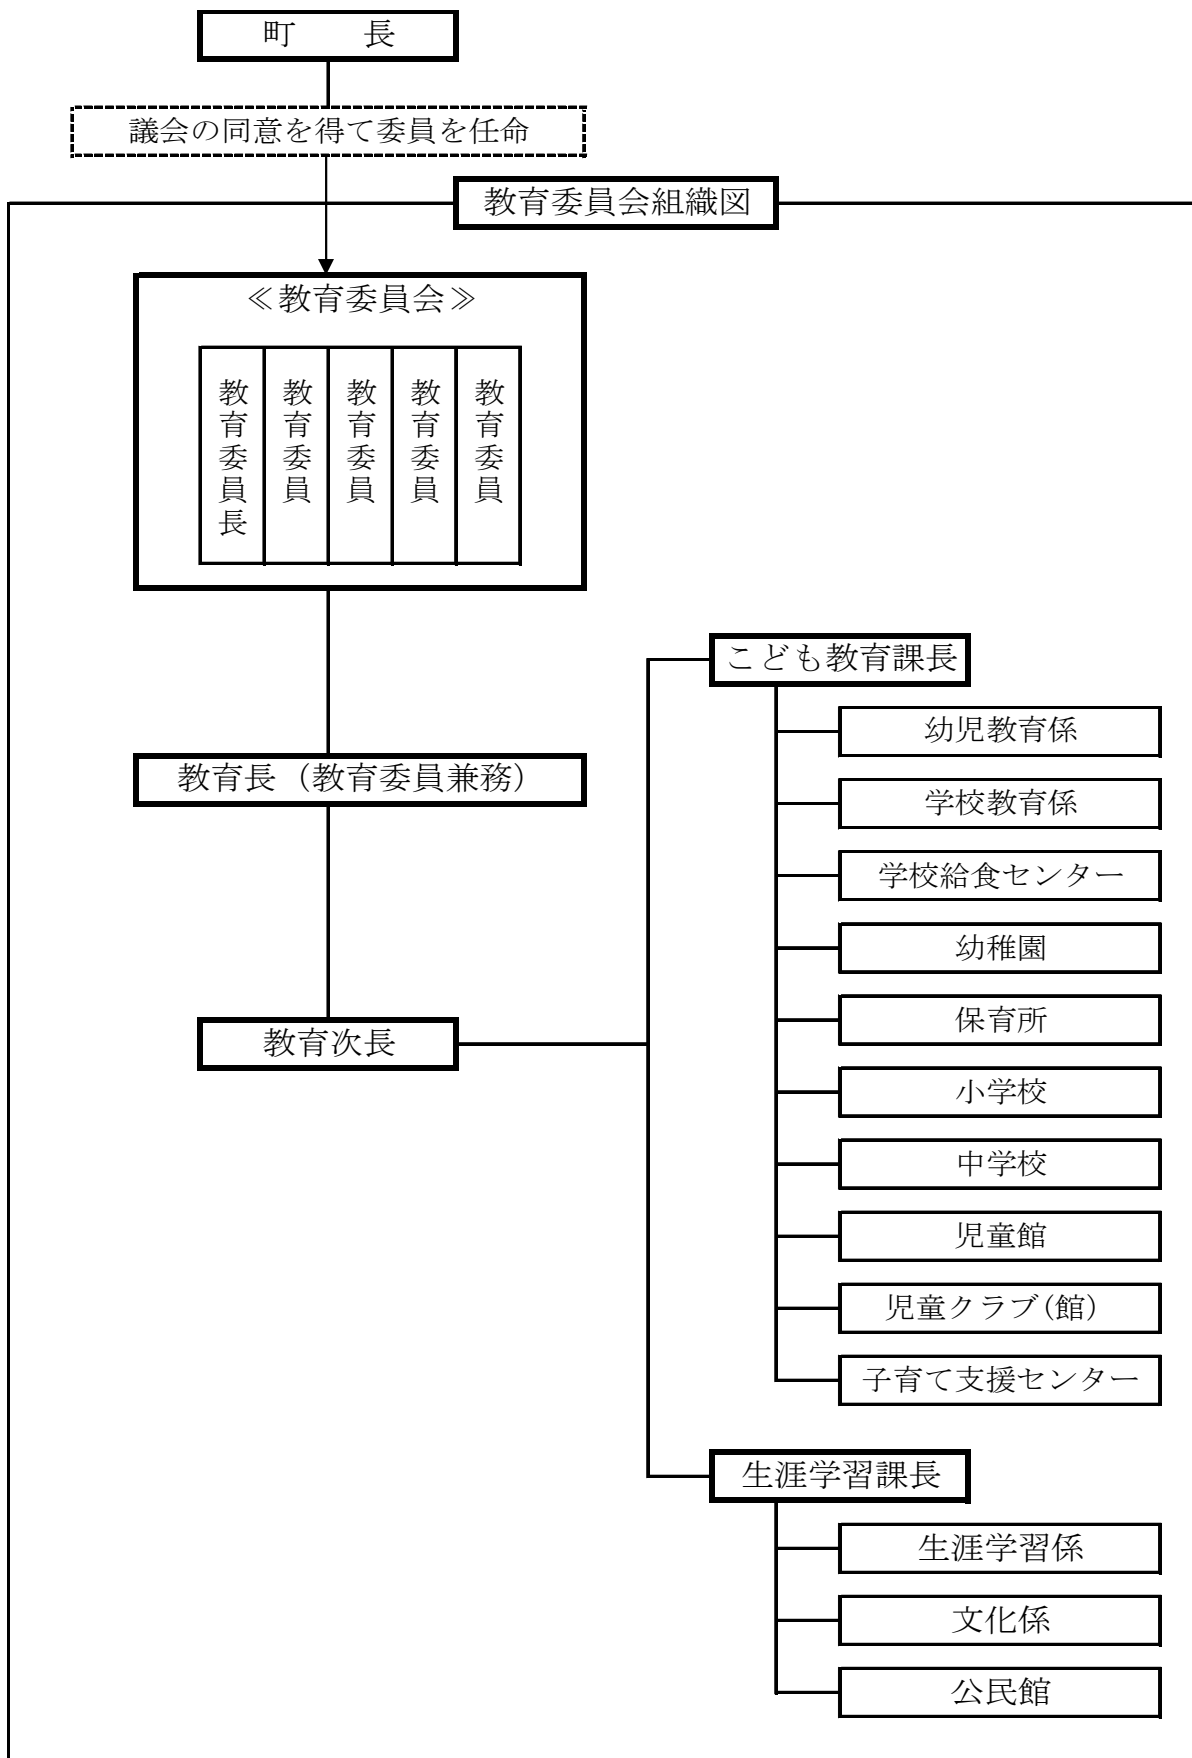 町　　長
議会の同意を得て委員を任命
教育委員会組織図
≪教育委員会≫
教育委員長
教育委員
教育委員
教育委員
教育委員
こども教育課長
幼児教育係
教育長（教育委員兼務）
学校教育係
学校給食センター
幼稚園
保育所
教育次長
小学校
中学校
児童館
児童クラブ(館)
子育て支援センター
生涯学習課長
生涯学習係
文化係
公民館